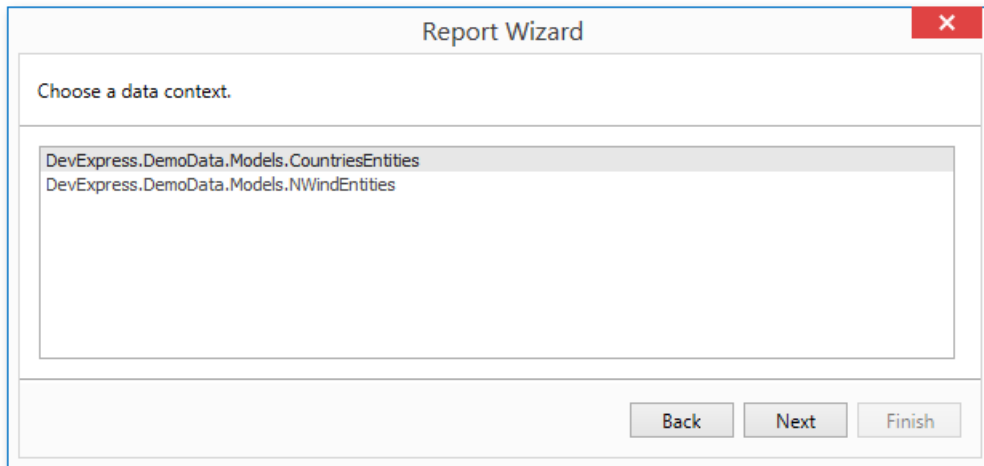 Report Wizard
Choose a data context.
DevExpress.DemoData.Models.CountriesEntities
DevExpress.DemoData.Models.NWindEntities
Back Next Finish